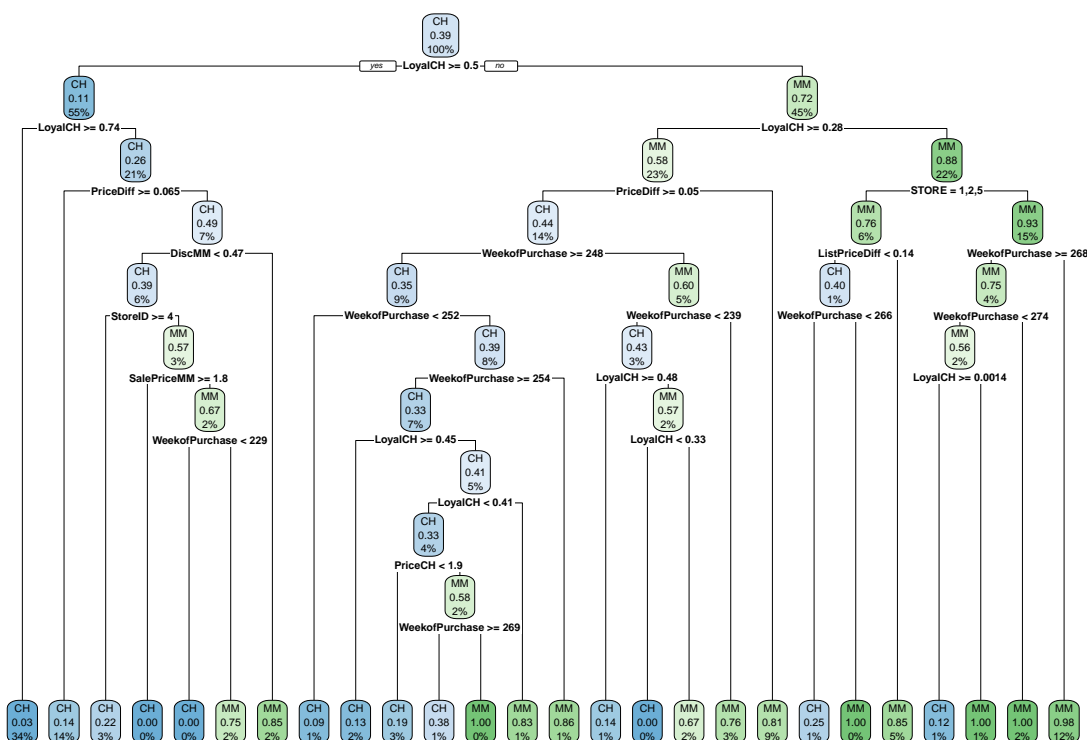 CH
0.39
100%
yes LoyalCH >= 0.5 no
CH
0.11
55%
MM
0.72
45%
LoyalCH >= 0.74
LoyalCH >= 0.28
CH
0.26
21%
MM
0.58
23%
MM
0.88
22%
PriceDiff >= 0.065
PriceDiff >= 0.05
STORE = 1,2,5
CH
0.49
7%
CH
0.44
14%
MM
0.76
6%
MM
0.93
15%
DiscMM < 0.47
WeekofPurchase >= 248
ListPriceDiff < 0.14
WeekofPurchase >= 268
CH
0.39
6%
CH
0.35
9%
MM
0.60
5%
CH
0.40
1%
MM
0.75
4%
StoreID >= 4
WeekofPurchase < 252
WeekofPurchase < 239
WeekofPurchase < 266
WeekofPurchase < 274
MM
0.57
3%
CH
0.39
8%
CH
0.43
3%
MM
0.56
2%
SalePriceMM >= 1.8
WeekofPurchase >= 254
LoyalCH >= 0.48
LoyalCH >= 0.0014
MM
0.67
2%
CH
0.33
7%
MM
0.57
2%
WeekofPurchase < 229
LoyalCH >= 0.45
LoyalCH < 0.33
CH
0.41
5%
LoyalCH < 0.41
CH
0.33
4%
PriceCH < 1.9
MM
0.58
2%
WeekofPurchase >= 269
CH
0.03
34%
CH
0.14
14%
CH
0.22
3%
CH
0.00
0%
CH
0.00
0%
MM
0.75
2%
MM
0.85
2%
CH
0.09
1%
CH
0.13
2%
CH
0.19
3%
CH
0.38
1%
MM
1.00
0%
MM
0.83
1%
MM
0.86
1%
CH
0.14
1%
CH
0.00
0%
MM
0.67
2%
MM
0.76
3%
MM
0.81
9%
CH
0.25
1%
MM
1.00
0%
MM
0.85
5%
CH
0.12
1%
MM
1.00
1%
MM
1.00
2%
MM
0.98
12%